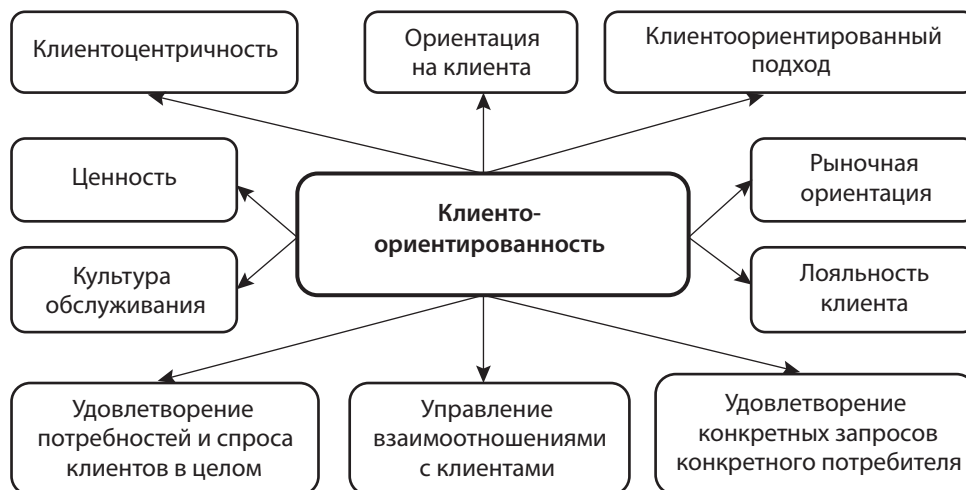 Клиентоцентричность
Ориентация
на клиента
Клиентоориентированный
подход
Ценность
Клиенто-
ориентированность
Рыночная
ориентация
Культура
обслуживания
Лояльность
клиента
Удовлетворение
потребностей и спроса
клиентов в целом
Управление
взаимоотношениями
с клиентами
Удовлетворение
конкретных запросов
конкретного потребителя